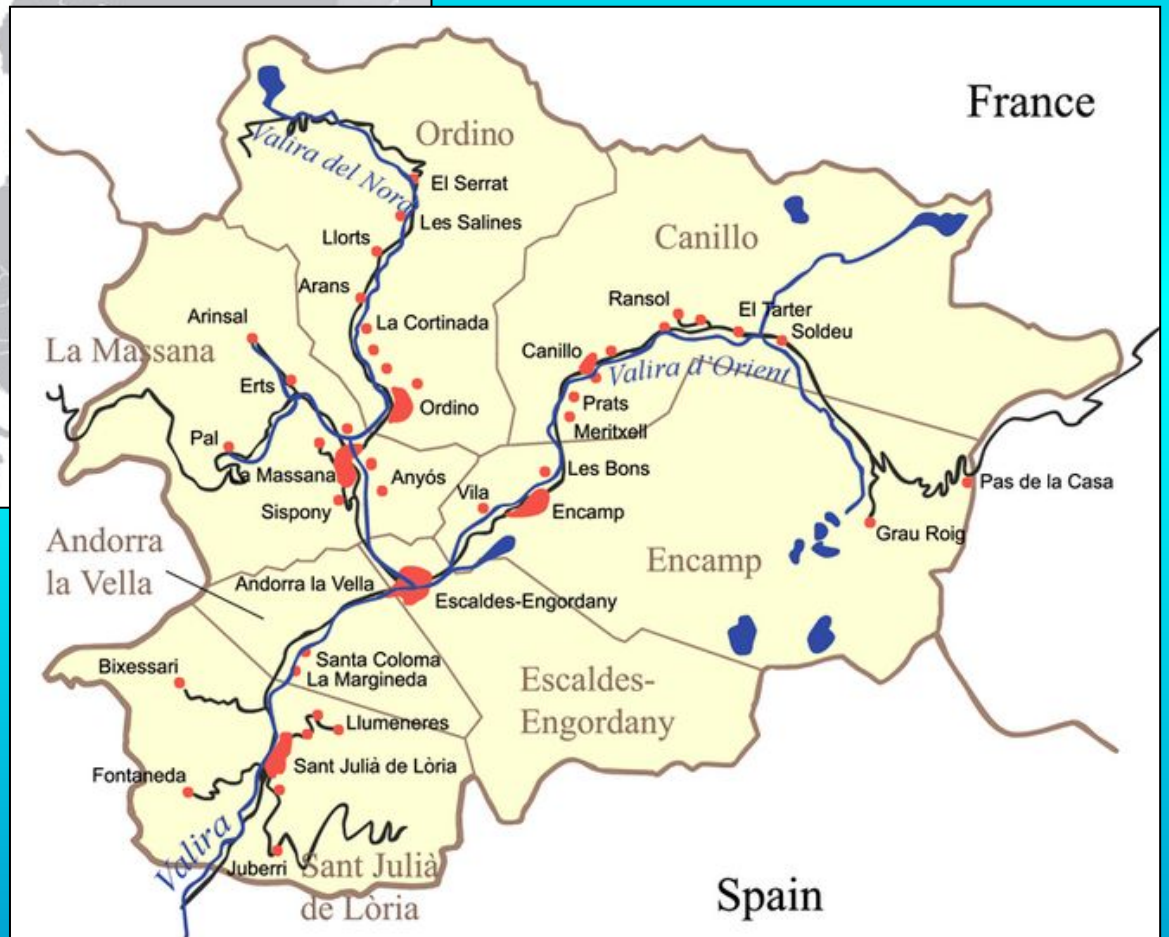 France
Ordino
Valira del Nord
El Serrat
Les Salines
Llorts
Canillo
Arans
Ransol
El Tarter
Arinsal
La Cortinada
Soldeu
La Massana
Canillo
Valira d'Orient
Erts
Prats
Ordino
Meritxell
Pal
Les Bons
La Massana
Anyós
Vila
Pas de la Casa
Sispony
Encamp
Grau Roig
Andorra
la Vella
Encamp
Andorra la Vella
Escaldes-Engordany
Santa Coloma
Bixessari
La Margineda
Escaldes-
Engordany
Llumeneres
Sant Julià de Lòria
Fontaneda
Valira
Juberri
Sant Julià
de Lòria
Spain